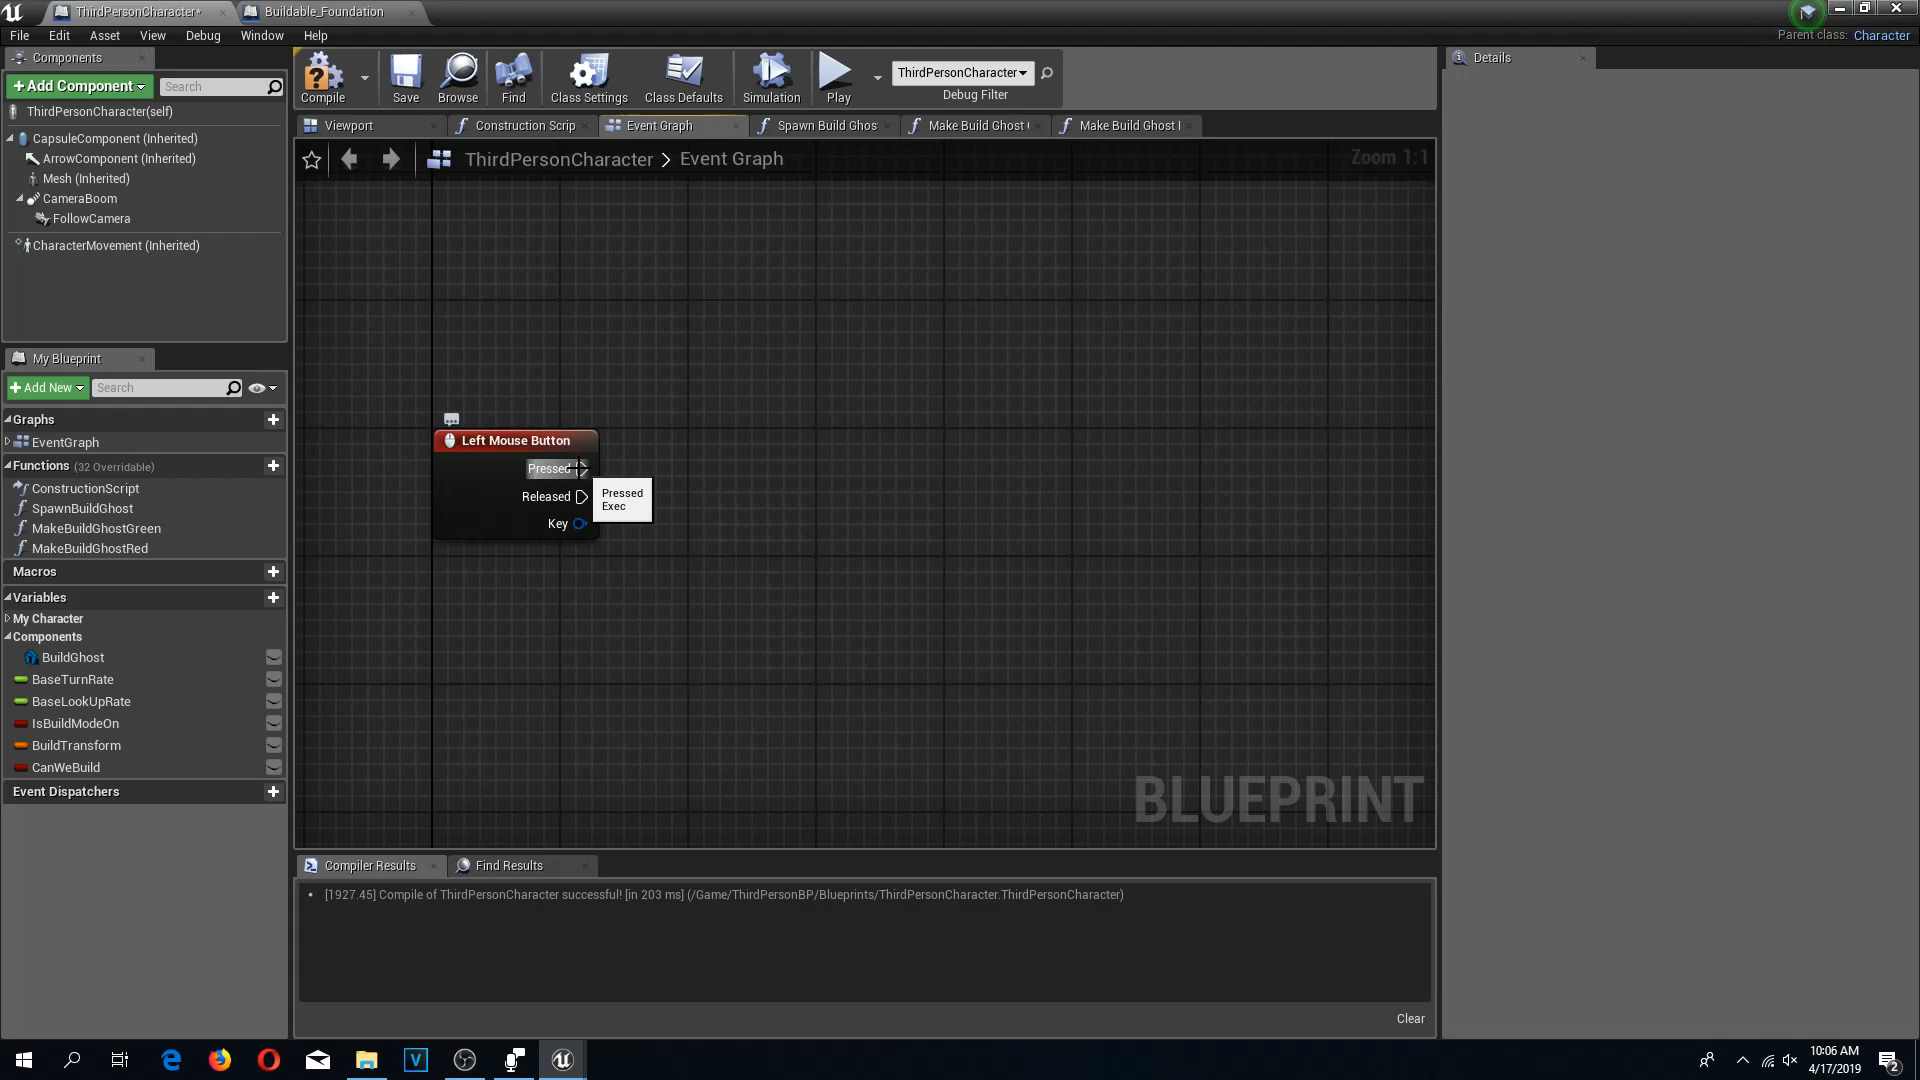 ThirdPersonCharacter*
Buildable_Foundation
File Edit Asset View Debug Window Help
Parent class: Character
Components
+Add Component
Search
ThirdPersonCharacter(self)
CapsuleComponent (Inherited)
ArrowComponent (Inherited)
Mesh (Inherited)
CameraBoom
FollowCamera
CharacterMovement (Inherited)
My Blueprint
+Add New
Search
Graphs
EventGraph
Functions (32 Overridable)
ConstructionScript
SpawnBuildGhost
MakeBuildGhostGreen
MakeBuildGhostRed
Macros
Variables
My Character
Components
BuildGhost
BaseTurnRate
BaseLookUpRate
IsBuildModeOn
BuildTransform
CanWeBuild
Event Dispatchers
Compile
Save
Browse
Find
Class Settings
Class Defaults
Simulation
Play
ThirdPersonCharacter
Debug Filter
Viewport
Construction Scrip
Event Graph
Spawn Build Ghos
Make Build Ghost
Make Build Ghost
ThirdPersonCharacter > Event Graph
Zoom 1:1
Left Mouse Button
Pressed
Released
Key
Pressed
Exec
BLUEPRINT
Compiler Results
Find Results
[1927.45] Compile of ThirdPersonCharacter successful! [in 203 ms] (/Game/ThirdPersonBP/Blueprints/ThirdPersonCharacter.ThirdPersonCharacter)
Clear
Details
10:06 AM
4/17/2019
2